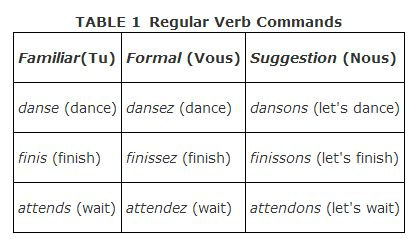 TABLE 1 Regular Verb Commands
Familiar(Tu) Formal (Vous) Suggestion (Nous)
danse (dance) dansez (dance) dansons (let's dance)
finis (finish) finissez (finish) finissons (let's finish)
attends (wait) attendez (wait) attendons (let's wait)